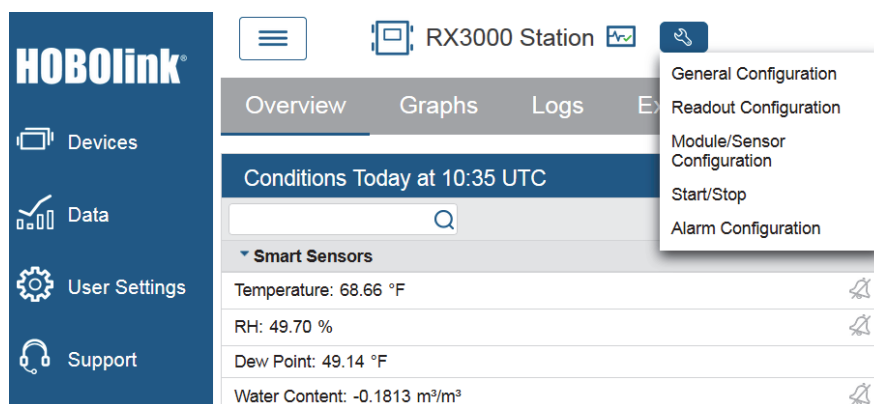 HOBOlink®
Devices
Data
User Settings
Support
RX3000 Station
General Configuration
Readout Configuration
Module/Sensor
Configuration
Start/Stop
Alarm Configuration
Overview
Graphs
Logs
Conditions Today at 10:35 UTC
Smart Sensors
Temperature: 68.66 °F
RH: 49.70 %
Dew Point: 49.14 °F
Water Content: -0.1813 m³/m³